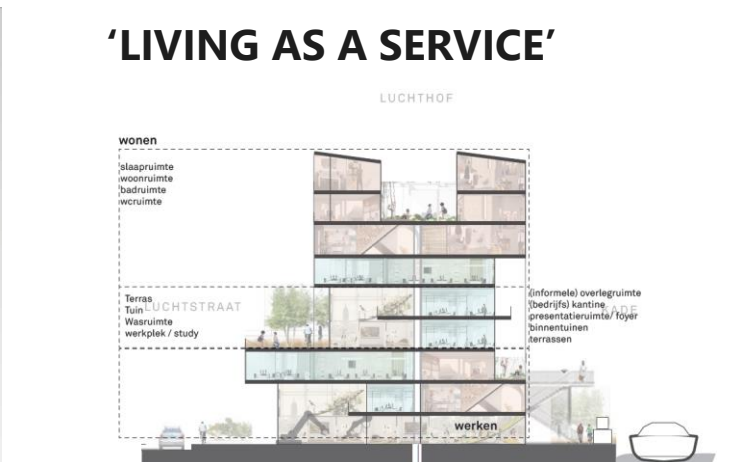 ‘LIVING AS A SERVICE’
LUCHTHOF
wonen
slaapruimte
woonruimte
badruimte
wcruimte
Terras
Tuin
LUCHTSTRAAT
Wasruimte
werkplek / study
(informele) overlegruimte
(bedrijfs) kantine
KADE
presentatieruimte/ foyer
binnentuinen
terrassen
werken